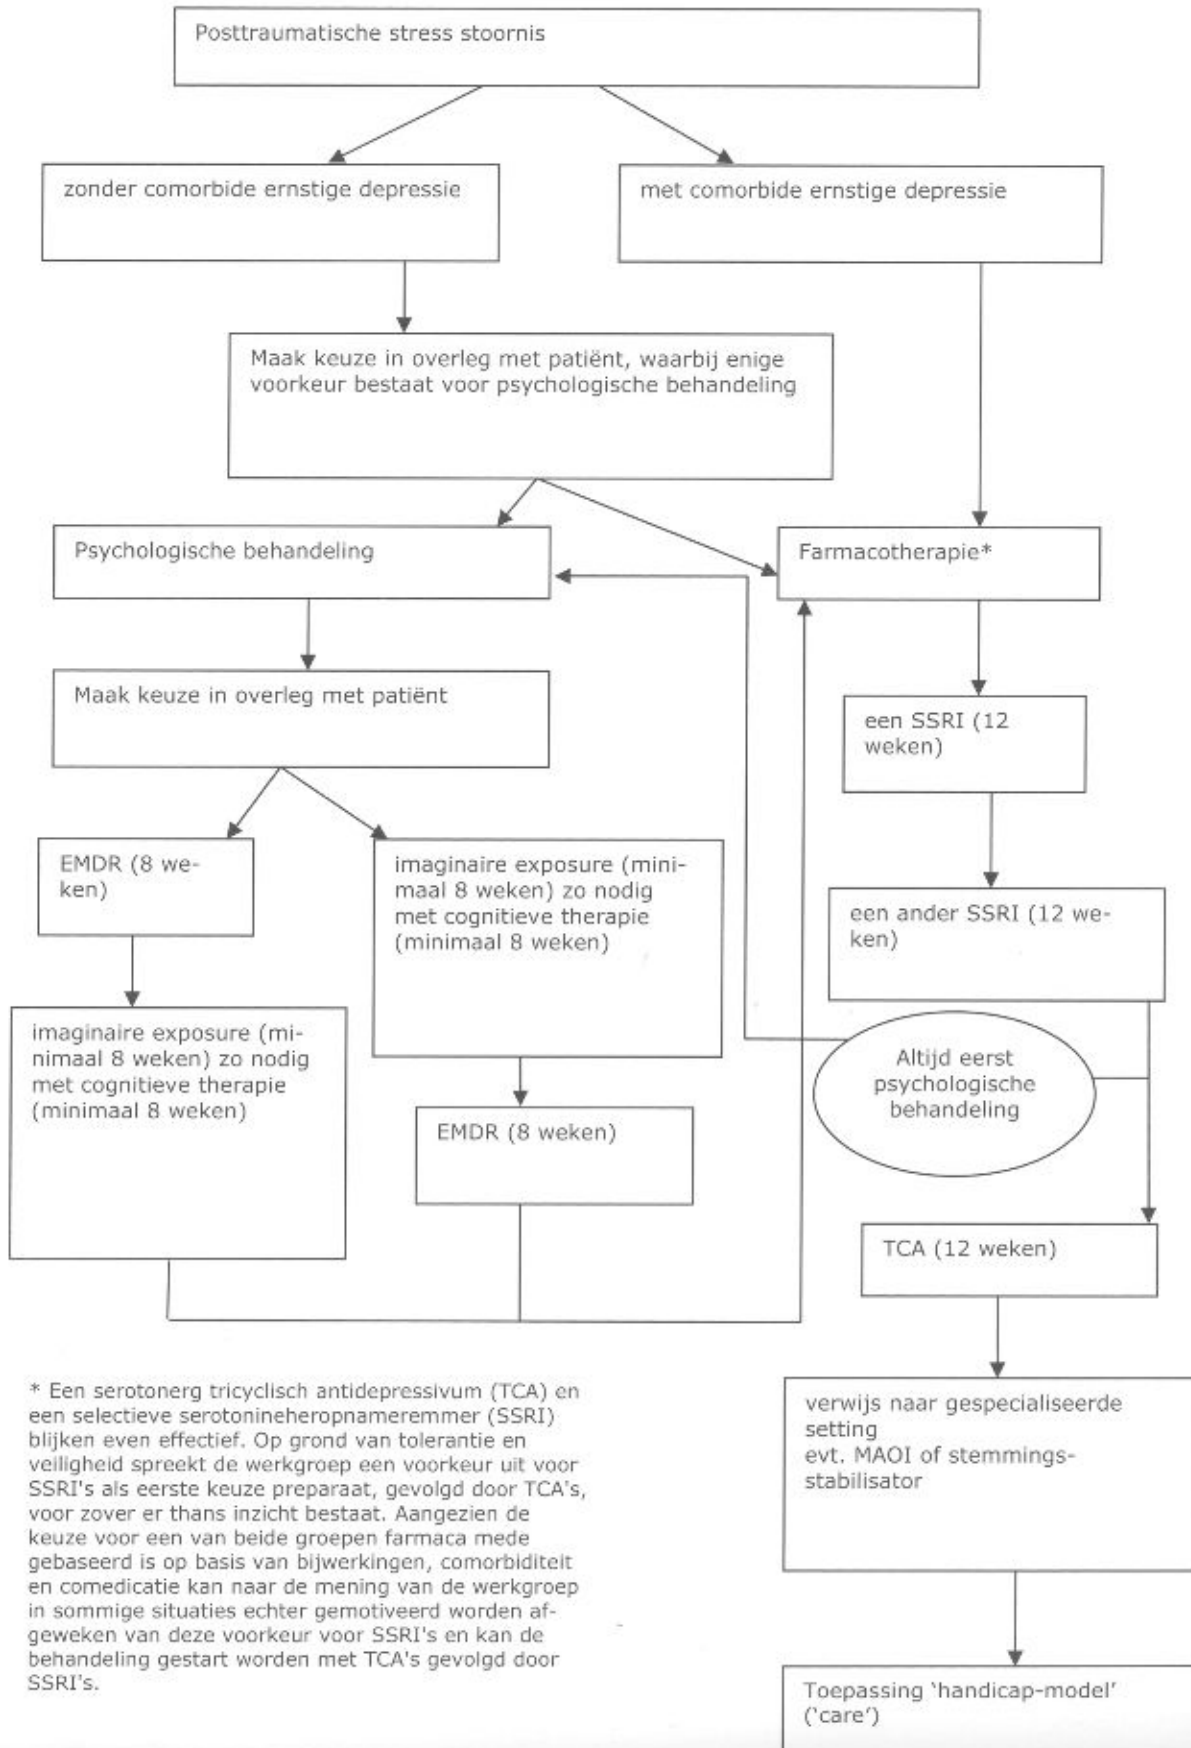 Posttraumatische stress stoornis
zonder comorbide ernstige depressie
met comorbide ernstige depressie
Maak keuze in overleg met patiënt, waarbij enige
voorkeur bestaat voor psychologische behandeling
Psychologische behandeling
Farmacotherapie*
Maak keuze in overleg met patiënt
een SSRI (12
weken)
EMDR (8 we-
ken)
imaginaire exposure (mini-
maal 8 weken) zo nodig
met cognitieve therapie
(minimaal 8 weken)
een ander SSRI (12 we-
ken)
imaginaire exposure (mi-
nimaal 8 weken) zo nodig
met cognitieve therapie
(minimaal 8 weken)
Altijd eerst
psychologische
behandeling
EMDR (8 weken)
TCA (12 weken)
* Een serotonerg tricyclisch antidepressivum (TCA) en
een selectieve serotonineheropnameremmer (SSRI)
blijken even effectief. Op grond van tolerantie en
veiligheid spreekt de werkgroep een voorkeur uit voor
SSRI's als eerste keuze preparaat, gevolgd door TCA's,
voor zover er thans inzicht bestaat. Aangezien de
keuze voor een van beide groepen farmaca mede
gebaseerd is op basis van bijwerkingen, comorbiditeit
en comedicatie kan naar de mening van de werkgroep
in sommige situaties echter gemotiveerd worden af-
geweken van deze voorkeur voor SSRI's en kan de
behandeling gestart worden met TCA's gevolgd door
SSRI's.
verwijs naar gespecialiseerde
setting
evt. MAOI of stemmings-
stabilisator
Toepassing ‘handicap-model’
(‘care’)